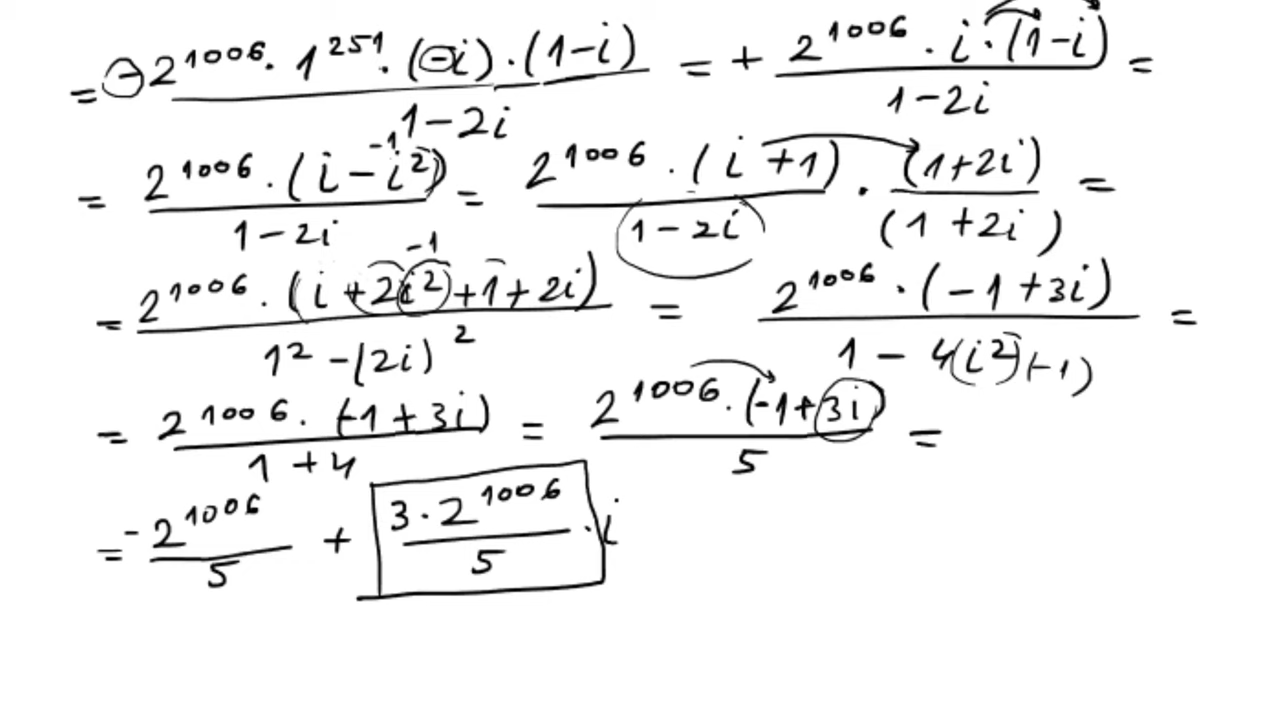 = -2^1006 · 1^251 · (-i) · (1-i) / 1-2i = + 2^1006 · i · (1-i) / 1-2i =
= 2^1006 · (i - i²) -1 / 1-2i = 2^1006 · (i+1) / 1-2i · (1+2i) / (1+2i) =
= 2^1006 · (i + 2i² -1 + 1 + 2i) / 1² - (2i)² = 2^1006 · (-1+3i) / 1 - 4(i²)(-1) =
= 2^1006 · (-1+3i) / 1+4 = 2^1006 · (-1+3i) / 5 =
= -2^1006 / 5 + 3·2^1006 / 5 · i